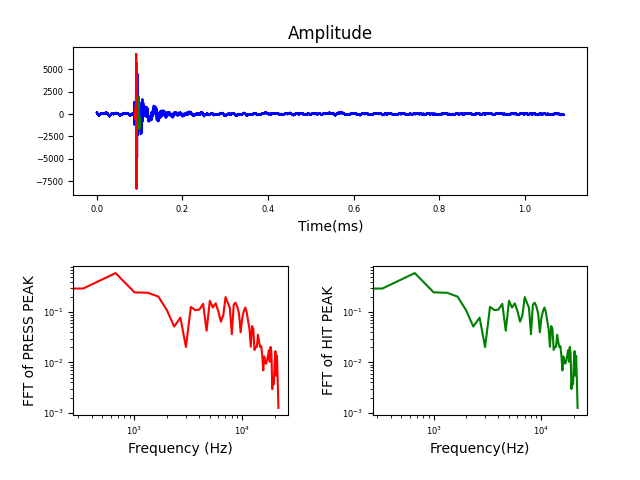 Amplitude
5000
2500
0
−2500
−5000
−7500
0.0 0.2 0.4 0.6 0.8 1.0
Time(ms)
FFT of PRESS PEAK
10⁻¹
10⁻²
10⁻³
10³ 10⁴
Frequency (Hz)
FFT of HIT PEAK
10⁻¹
10⁻²
10⁻³
10³ 10⁴
Frequency(Hz)